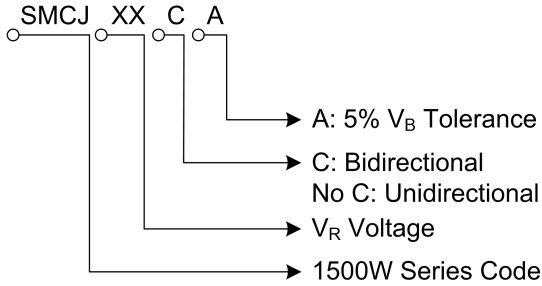 SMCJ XX C A
A: 5% VB Tolerance
C: Bidirectional
No C: Unidirectional
VR Voltage
1500W Series Code